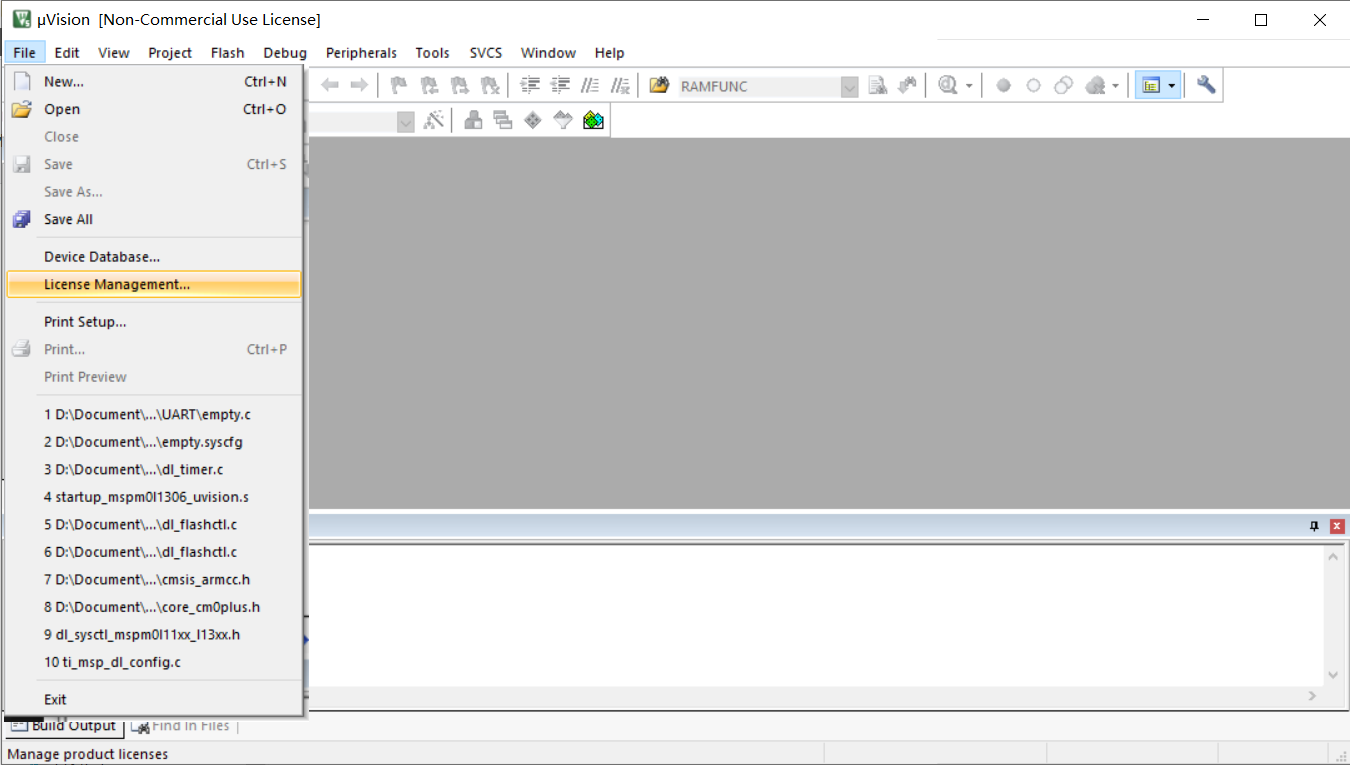 µVision [Non-Commercial Use License]
File Edit View Project Flash Debug Peripherals Tools SVCS Window Help
New... Ctrl+N
RAMFUNC
Open Ctrl+O
Close
Save Ctrl+S
Save As...
Save All
Device Database...
License Management...
Print Setup...
Print... Ctrl+P
Print Preview
1 D:\Document\...\UART\empty.c
2 D:\Document\...\empty.syscfg
3 D:\Document\...\dl_timer.c
4 startup_mspm0l1306_uvision.s
5 D:\Document\...\dl_flashctl.c
6 D:\Document\...\dl_flashctl.c
7 D:\Document\...\cmsis_armcc.h
8 D:\Document\...\core_cm0plus.h
9 dl_sysctl_mspm0l11xx_l13xx.h
10 ti_msp_dl_config.c
Exit
Build Output Find In Files
Manage product licenses